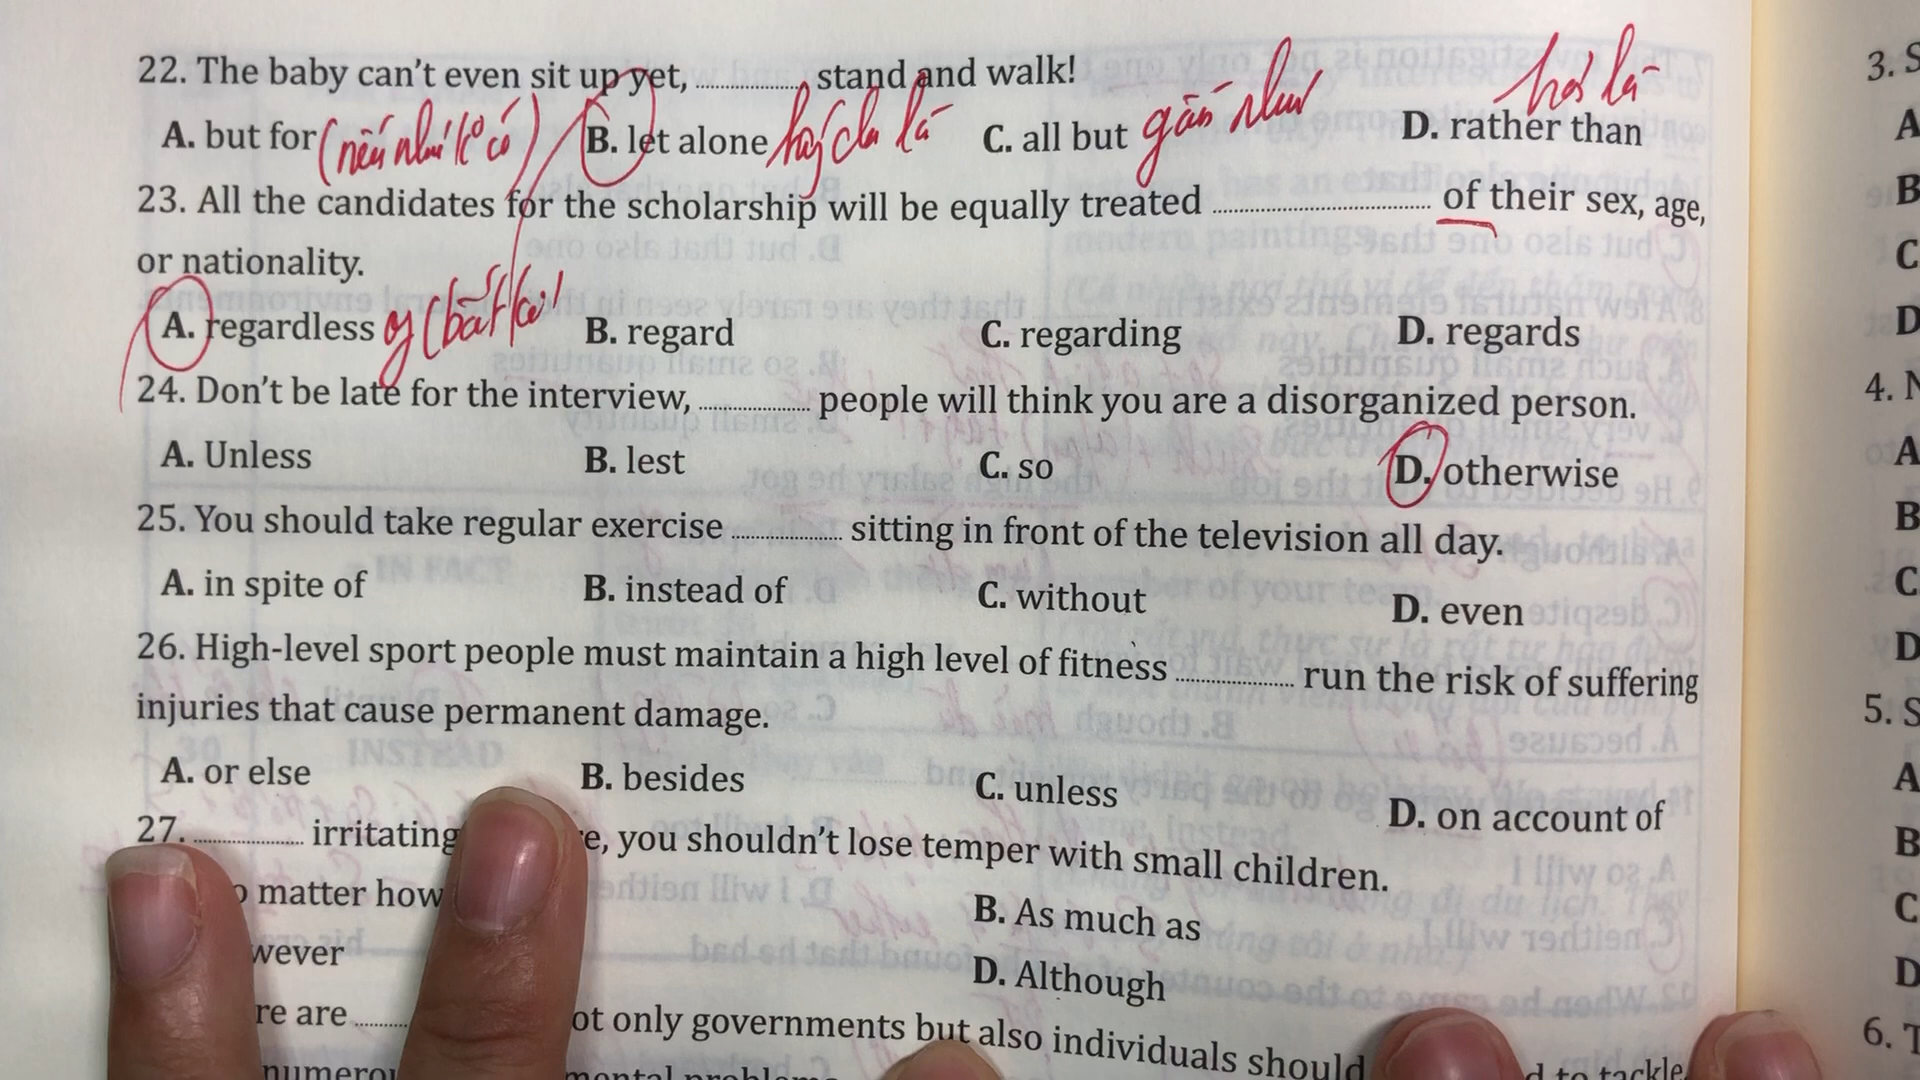 22. The baby can't even sit up yet, .................. stand and walk!
hơn là
A. but for (nếu như k có) B. let alone huống chi là C. all but gần như D. rather than
23. All the candidates for the scholarship will be equally treated .................. of their sex, age,
or nationality.
A. regardless of (bất kể) B. regard C. regarding D. regards
24. Don't be late for the interview, .................. people will think you are a disorganized person.
A. Unless B. lest C. so D. otherwise
25. You should take regular exercise .................. sitting in front of the television all day.
A. in spite of B. instead of C. without D. even
26. High-level sport people must maintain a high level of fitness .................. run the risk of suffering
injuries that cause permanent damage.
A. or else B. besides C. unless D. on account of
27. .................. irritating , you shouldn't lose temper with small children.
matter how B. As much as
D. Although
are ......... only governments but also individuals should
to tackle
3.
A
B
C
D
4.
A
B
C
D
5.
A
B
C
D
6.